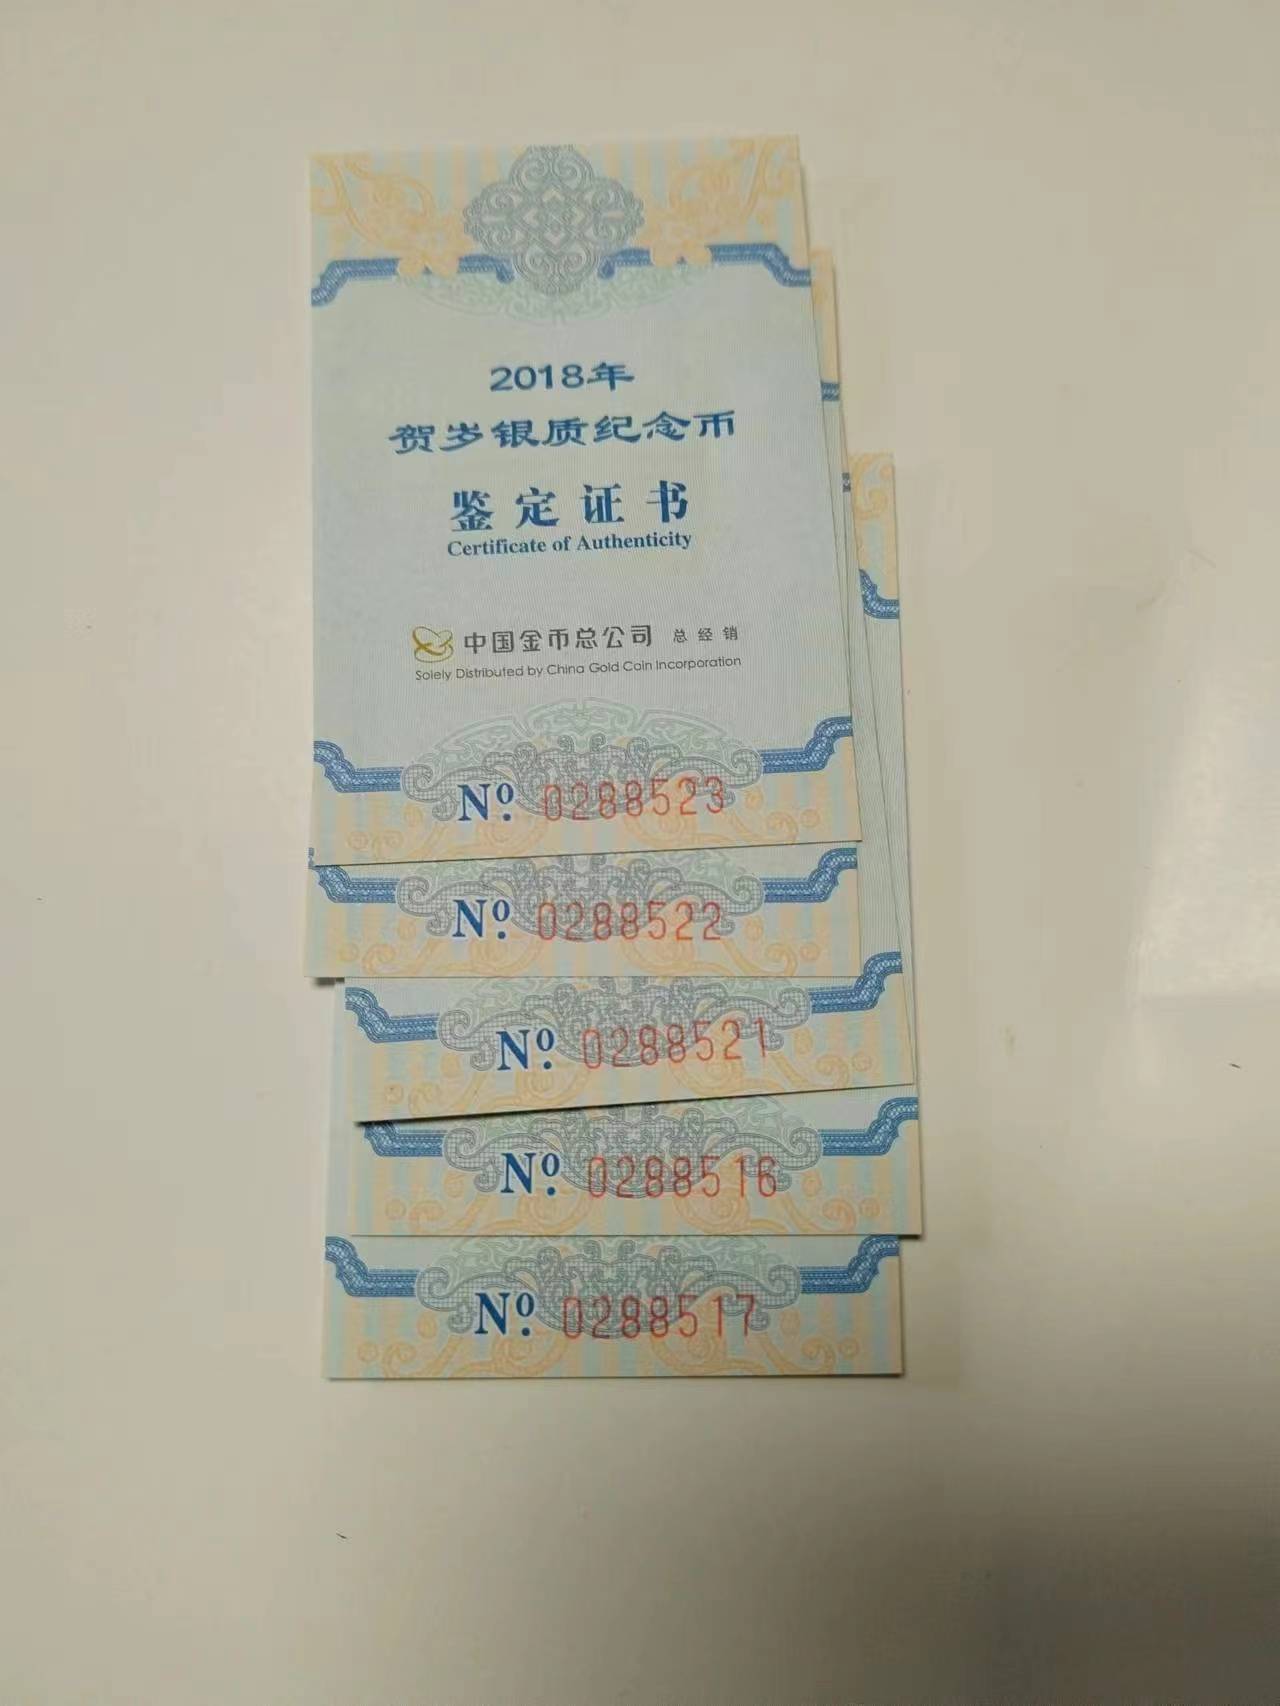 2018年
贺岁银质纪念币
鉴定证书
Certificate of Authenticity
中国金币总公司 总经销
Solely Distributed by China Gold Coin Incorporation
Nº. 0288523
Nº. 0288522
Nº. 0288521
Nº. 0288516
Nº. 0288517